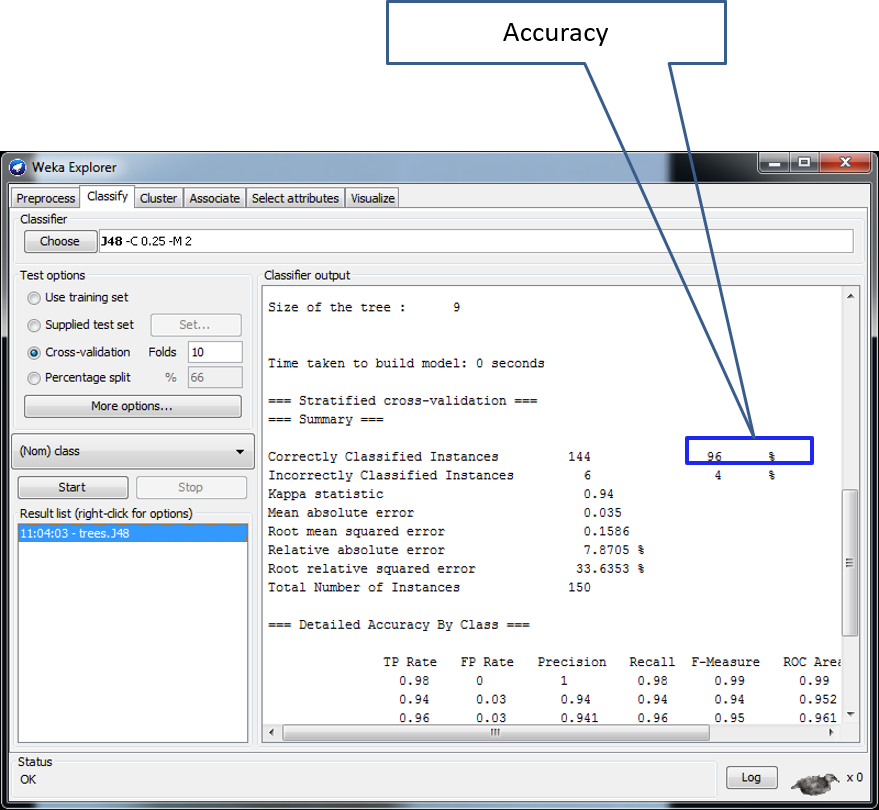 Accuracy
Weka Explorer
Preprocess Classify Cluster Associate Select attributes Visualize
Classifier
Choose J48 -C 0.25 -M 2
Test options
Use training set
Supplied test set Set...
Cross-validation Folds 10
Percentage split % 66
More options...
(Nom) class
Start Stop
Result list (right-click for options)
11:04:03 - trees.J48
Classifier output
Size of the tree : 9
Time taken to build model: 0 seconds
=== Stratified cross-validation ===
=== Summary ===
Correctly Classified Instances 144 96 %
Incorrectly Classified Instances 6 4 %
Kappa statistic 0.94
Mean absolute error 0.035
Root mean squared error 0.1586
Relative absolute error 7.8705 %
Root relative squared error 33.6353 %
Total Number of Instances 150
=== Detailed Accuracy By Class ===
TP Rate FP Rate Precision Recall F-Measure ROC Area
0.98 0 1 0.98 0.99 0.99
0.94 0.03 0.94 0.94 0.94 0.952
0.96 0.03 0.941 0.96 0.95 0.961
Status
OK
Log
x 0